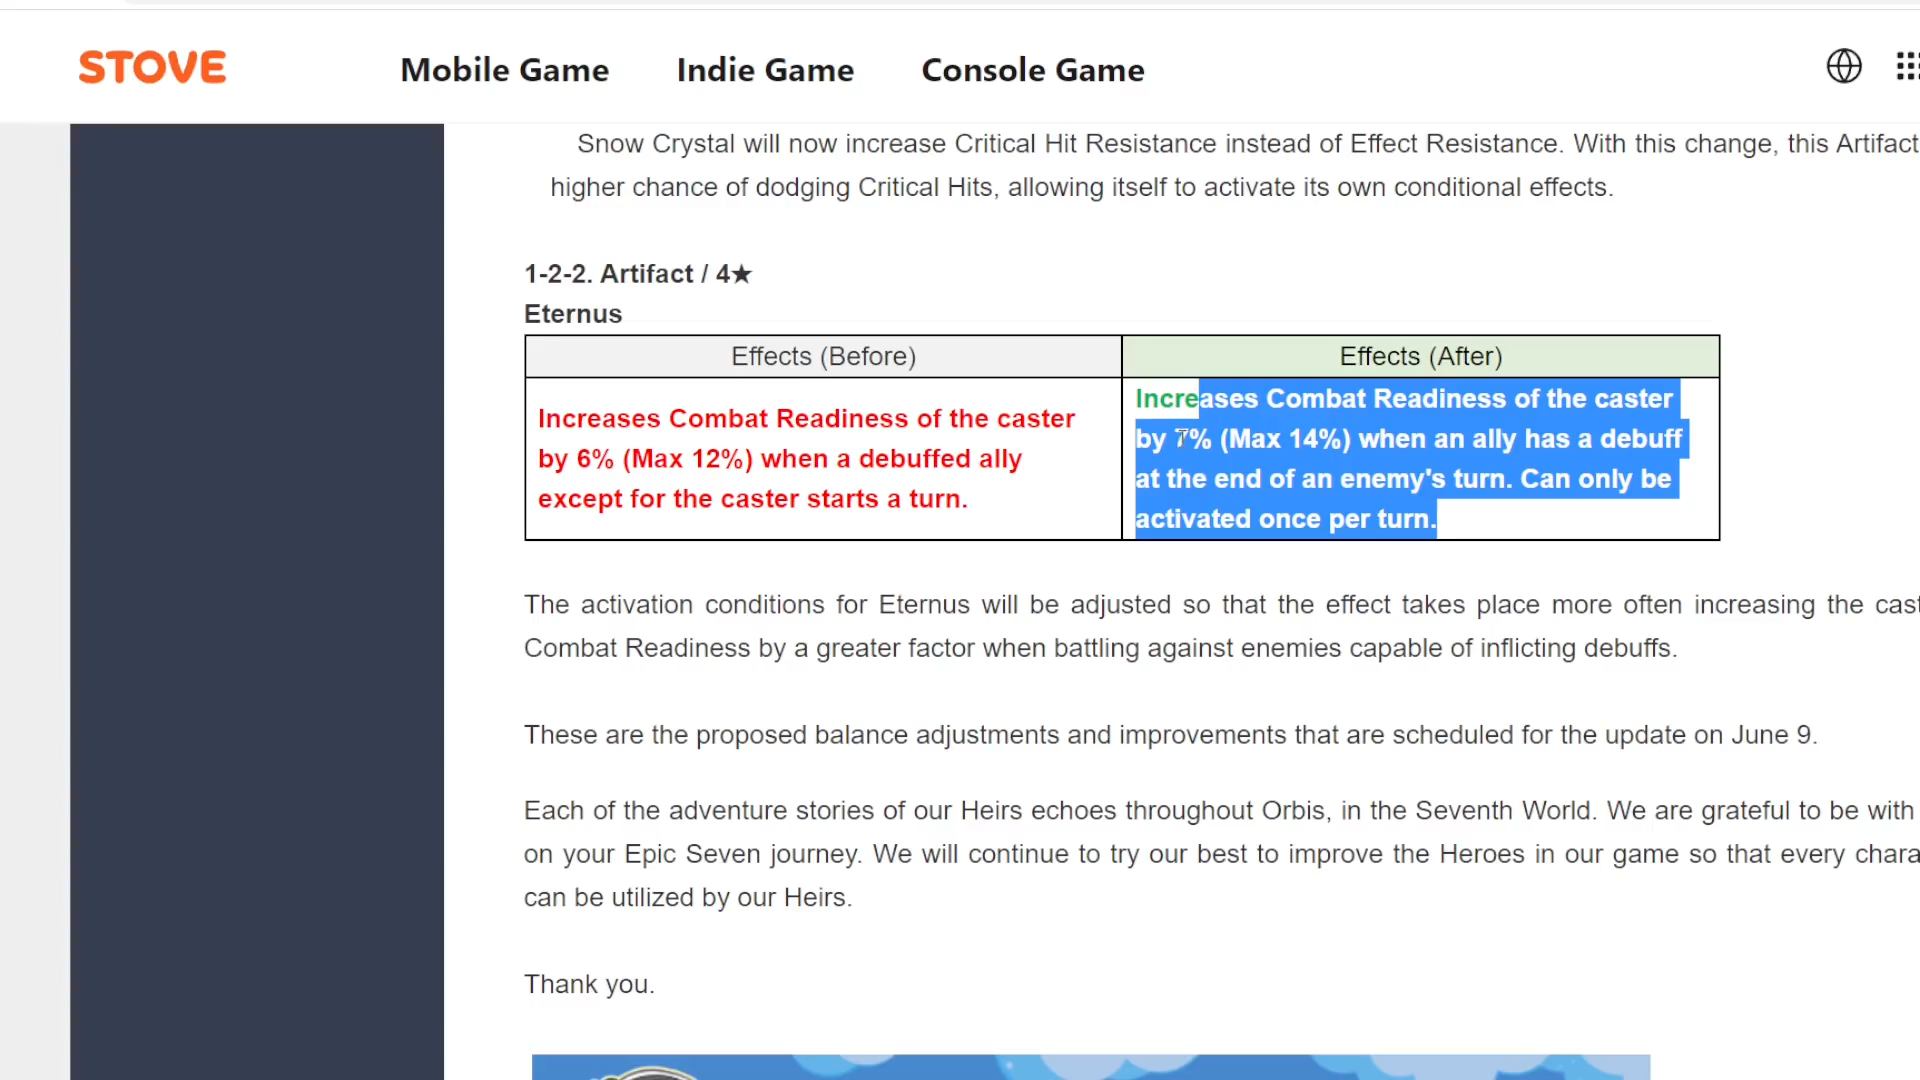 STOVE
Mobile Game Indie Game Console Game
Snow Crystal will now increase Critical Hit Resistance instead of Effect Resistance. With this change, this Artifact
higher chance of dodging Critical Hits, allowing itself to activate its own conditional effects.
1-2-2. Artifact / 4★
Eternus
Effects (Before)
Effects (After)
Increases Combat Readiness of the caster
by 6% (Max 12%) when a debuffed ally
except for the caster starts a turn.
Increases Combat Readiness of the caster
by 7% (Max 14%) when an ally has a debuff
at the end of an enemy's turn. Can only be
activated once per turn.
The activation conditions for Eternus will be adjusted so that the effect takes place more often increasing the cast
Combat Readiness by a greater factor when battling against enemies capable of inflicting debuffs.
These are the proposed balance adjustments and improvements that are scheduled for the update on June 9.
Each of the adventure stories of our Heirs echoes throughout Orbis, in the Seventh World. We are grateful to be with
on your Epic Seven journey. We will continue to try our best to improve the Heroes in our game so that every chara
can be utilized by our Heirs.
Thank you.